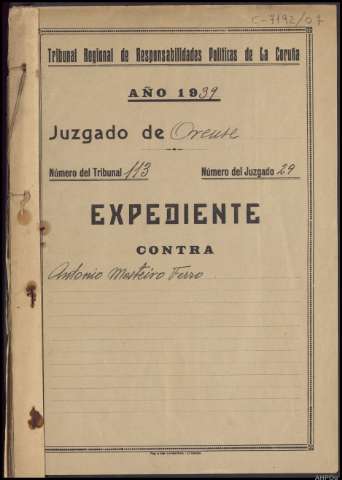 C-7192/07
Tribunal Regional de Responsabilidades Políticas de La Coruña
AÑO 1939
Juzgado de Orense
Número del Tribunal 113 Número del Juzgado 29
EXPEDIENTE
CONTRA
Antonio Masteiro Ferro
AHPOu